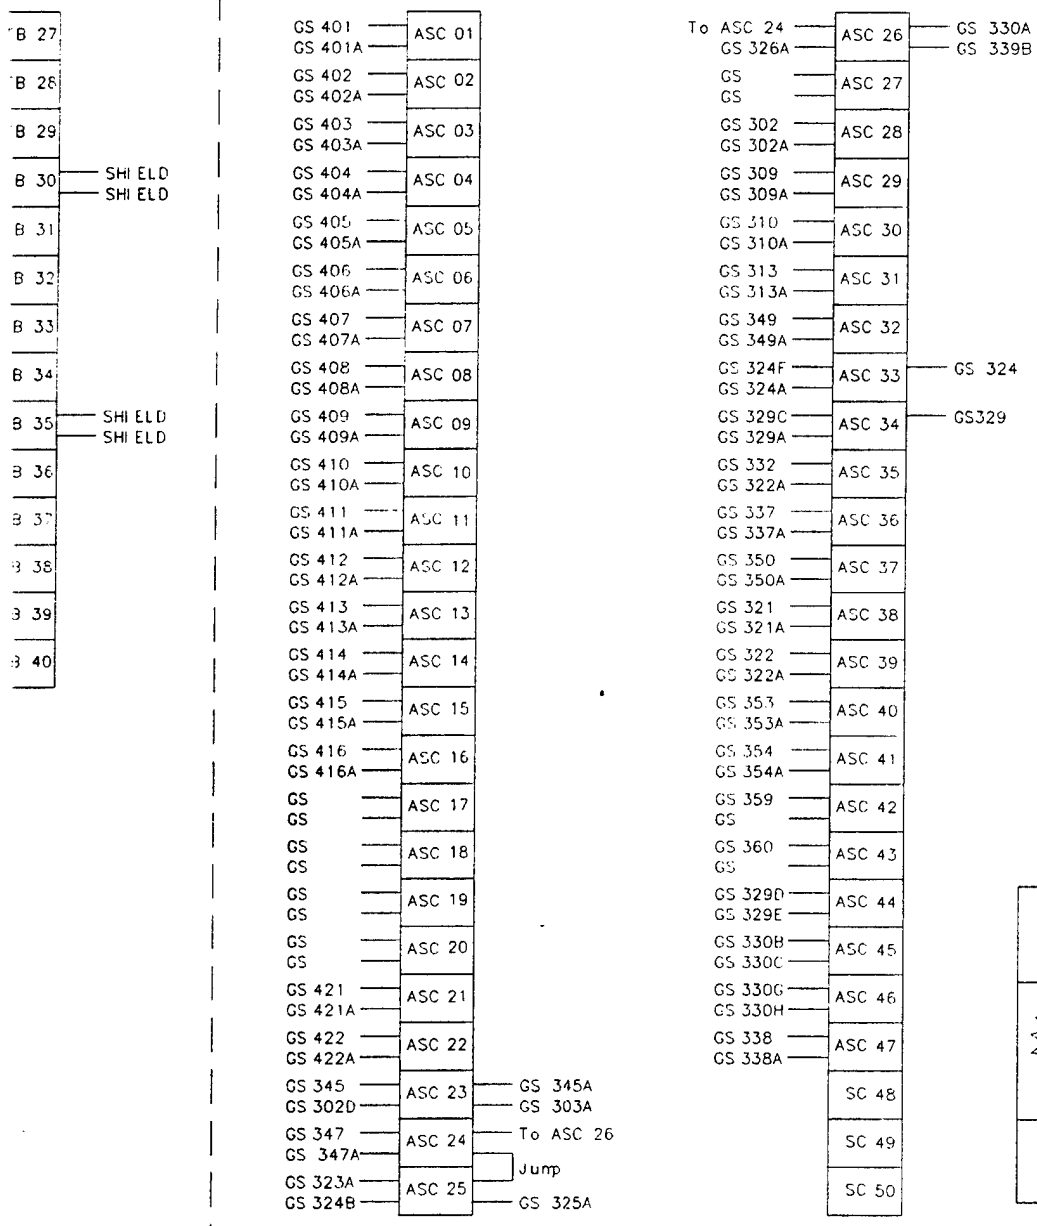 B 27
B 28
B 29
B 30
SHIELD
SHIELD
B 31
B 32
B 33
B 34
B 35
SHIELD
SHIELD
B 36
B 37
B 38
B 39
B 40
GS 401
GS 401A
ASC 01
GS 402
GS 402A
ASC 02
GS 403
GS 403A
ASC 03
GS 404
GS 404A
ASC 04
GS 405
GS 405A
ASC 05
GS 406
GS 406A
ASC 06
GS 407
GS 407A
ASC 07
GS 408
GS 408A
ASC 08
GS 409
GS 409A
ASC 09
GS 410
GS 410A
ASC 10
GS 411
GS 411A
ASC 11
GS 412
GS 412A
ASC 12
GS 413
GS 413A
ASC 13
GS 414
GS 414A
ASC 14
GS 415
GS 415A
ASC 15
GS 416
GS 416A
ASC 16
GS
GS
ASC 17
GS
GS
ASC 18
GS
GS
ASC 19
GS
GS
ASC 20
GS 421
GS 421A
ASC 21
GS 422
GS 422A
ASC 22
GS 345
GS 302D
ASC 23
GS 345A
GS 303A
GS 347
GS 347A
ASC 24
To ASC 26
Jump
GS 323A
GS 324B
ASC 25
GS 325A
To ASC 24
GS 326A
ASC 26
GS 330A
GS 339B
GS
GS
ASC 27
GS 302
GS 302A
ASC 28
GS 309
GS 309A
ASC 29
GS 310
GS 310A
ASC 30
GS 313
GS 313A
ASC 31
GS 349
GS 349A
ASC 32
GS 324F
GS 324A
ASC 33
GS 324
GS 329C
GS 329A
ASC 34
GS329
GS 332
GS 322A
ASC 35
GS 337
GS 337A
ASC 36
GS 350
GS 350A
ASC 37
GS 321
GS 321A
ASC 38
GS 322
GS 322A
ASC 39
GS 353
GS 353A
ASC 40
GS 354
GS 354A
ASC 41
GS 359
GS
ASC 42
GS 360
GS
ASC 43
GS 329D
GS 329E
ASC 44
GS 330B
GS 330C
ASC 45
GS 330G
GS 330H
ASC 46
GS 338
GS 338A
ASC 47
SC 48
SC 49
SC 50